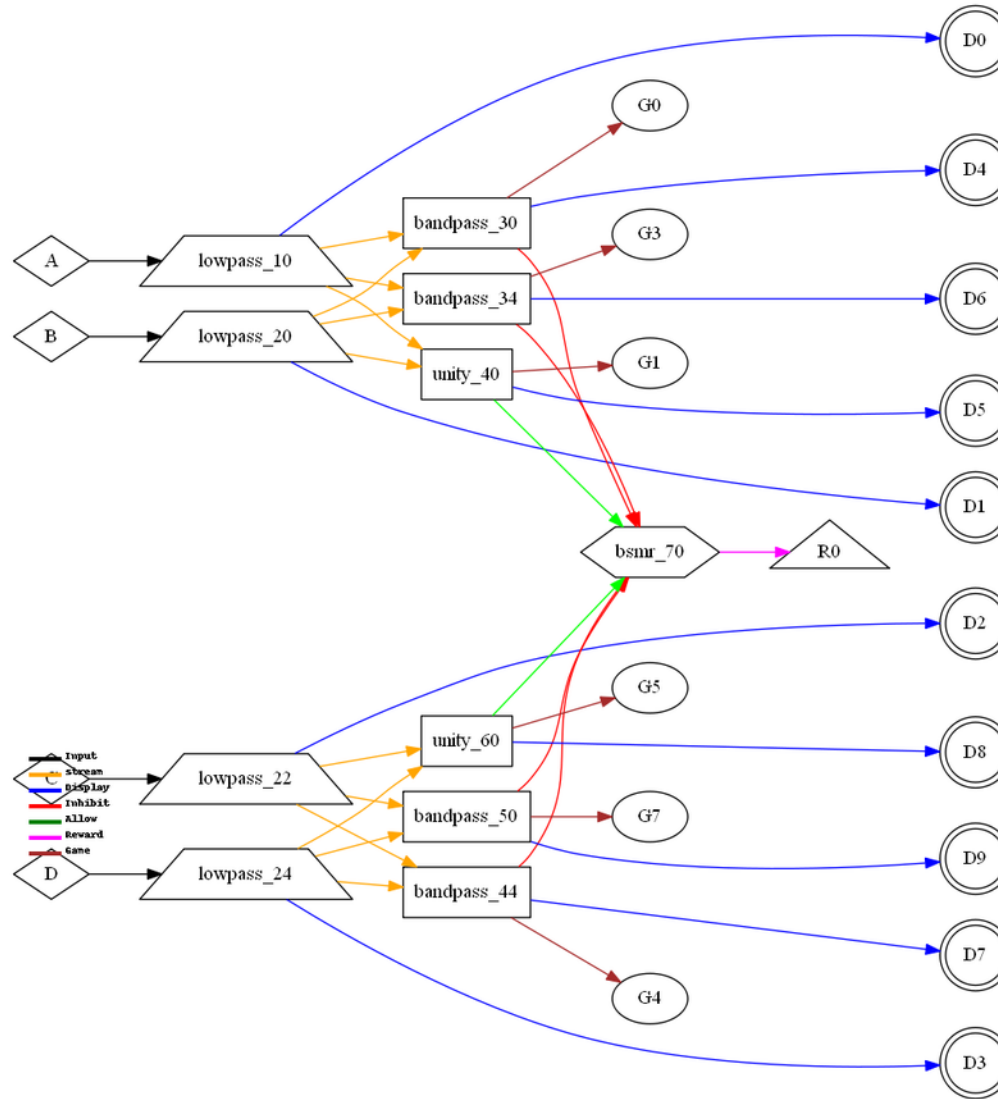 D0
G0
D4
bandpass_30
G3
A
lowpass_10
bandpass_34
D6
B
lowpass_20
G1
unity_40
D5
D1
bsmr_70
R0
D2
G5
unity_60
D8
Input
stream
C
lowpass_22
Display
Inhibit
Allow
bandpass_50
G7
Reward
Game
D9
D
lowpass_24
bandpass_44
D7
G4
D3